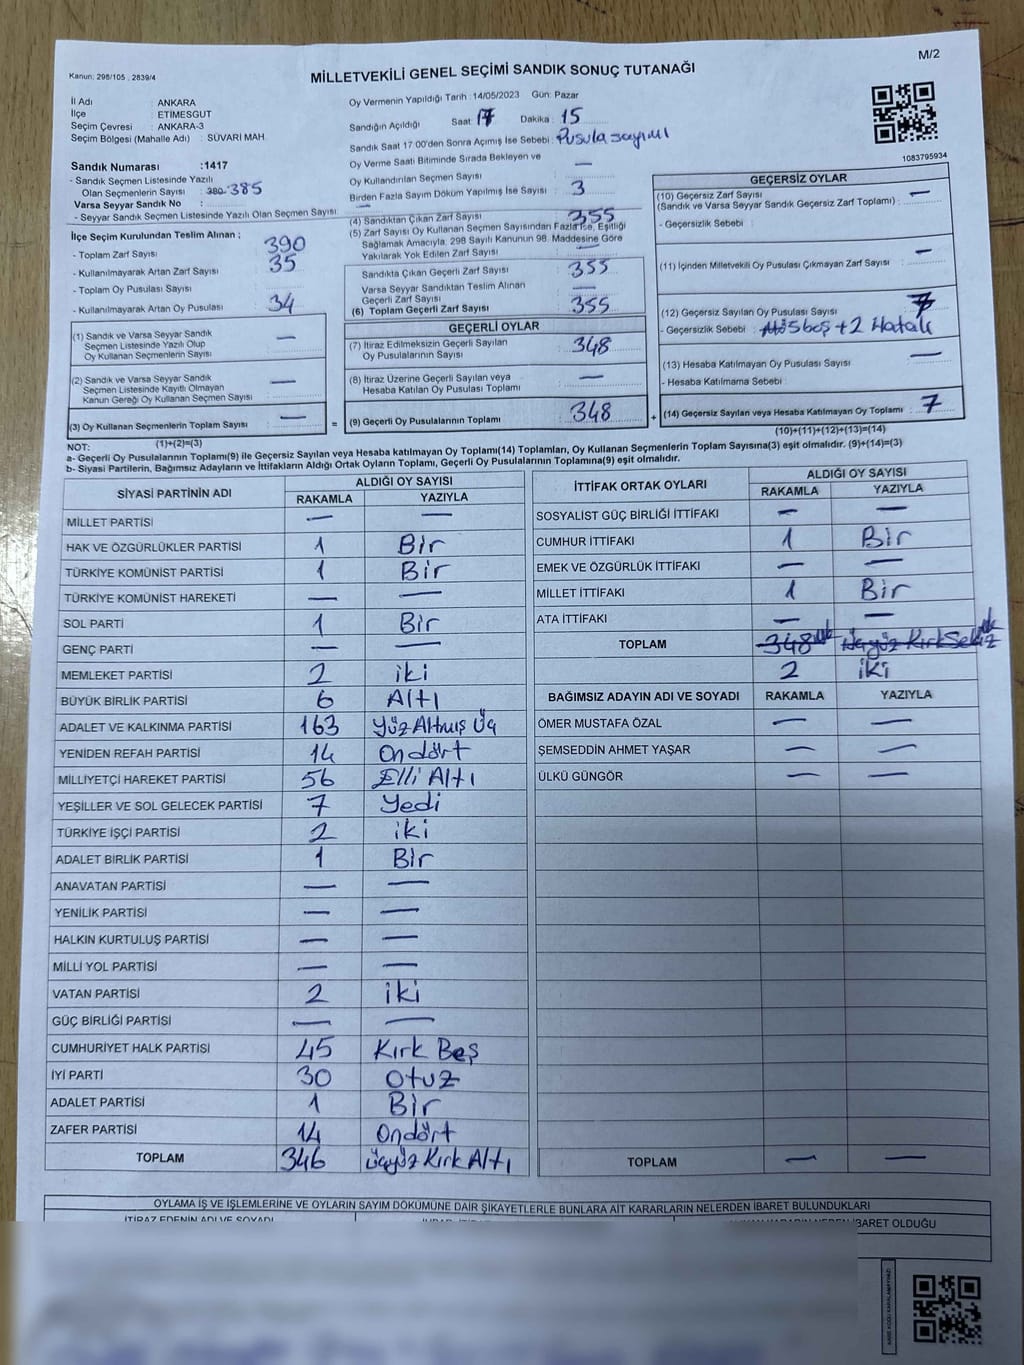 M/2
Kanun: 298/105 , 2839/4
MİLLETVEKİLİ GENEL SEÇİMİ SANDIK SONUÇ TUTANAĞI
İl Adı : ANKARA
İlçe : ETİMESGUT
Seçim Çevresi : ANKARA-3
Seçim Bölgesi (Mahalle Adı) : SÜVARİ MAH.
Sandık Numarası :1417
- Sandık Seçmen Listesinde Yazılı
Olan Seçmenlerin Sayısı : 380 385
Varsa Seyyar Sandık No :
- Seyyar Sandık Seçmen Listesinde Yazılı Olan Seçmen Sayısı : —
Oy Vermenin Yapıldığı Tarih : 14/05/2023 Gün: Pazar
Sandığın Açıldığı Saat : 17 Dakika : 15
Sandık Saat 17:00'den Sonra Açımış İse Sebebi : Pusula sayımı
Oy Verme Saati Bitiminde Sırada Bekleyen ve
Oy Kullandırılan Seçmen Sayısı : —
Birden Fazla Sayım Döküm Yapılmış İse Sayısı : 3
1083795934
İlçe Seçim Kurulundan Teslim Alınan ;
- Toplam Zarf Sayısı : 390
- Kullanılmayarak Artan Zarf Sayısı : 35
- Toplam Oy Pusulası Sayısı :
- Kullanılmayarak Artan Oy Pusulası : 34
(1) Sandık ve Varsa Seyyar Sandık
Seçmen Listesinde Yazılı Olup
Oy Kullanan Seçmenlerin Sayısı : —
(2) Sandık ve Varsa Seyyar Sandık
Seçmen Listesinde Kayıtlı Olmayan
Kanun Gereği Oy Kullanan Seçmen Sayısı : —
(3) Oy Kullanan Seçmenlerin Toplam Sayısı : —
(1)+(2)=(3)
(4) Sandıktan Çıkan Zarf Sayısı : 355
(5) Zarf Sayısı Oy Kullanan Seçmen Sayısından Fazla İse, Eşitliği
Sağlamak Amacıyla, 298 Sayılı Kanunun 98. Maddesine Göre
Yakılarak Yok Edilen Zarf Sayısı : —
Sandıkta Çıkan Geçerli Zarf Sayısı : 355
Varsa Seyyar Sandıktan Teslim Alınan
Geçerli Zarf Sayısı : —
(6) Toplam Geçerli Zarf Sayısı : 355
GEÇERLİ OYLAR
(7) İtiraz Edilmeksizin Geçerli Sayılan
Oy Pusulalarının Sayısı : 348
(8) İtiraz Üzerine Geçerli Sayılan veya
Hesaba Katılan Oy Pusulası Toplamı : —
= (9) Geçerli Oy Pusulalarının Toplamı : 348
GEÇERSİZ OYLAR
(10) Geçersiz Zarf Sayısı
(Sandık ve Varsa Seyyar Sandık Geçersiz Zarf Toplamı) : —
- Geçersizlik Sebebi :
(11) İçinden Milletvekili Oy Pusulası Çıkmayan Zarf Sayısı : —
(12) Geçersiz Sayılan Oy Pusulası Sayısı : 7
- Geçersizlik Sebebi : 5 boş + 2 Hatalı
(13) Hesaba Katılmayan Oy Pusulası Sayısı : —
- Hesaba Katılmama Sebebi :
+ (14) Geçersiz Sayılan veya Hesaba Katılmayan Oy Toplamı : 7
(10)+(11)+(12)+(13)=(14)
NOT:
a- Geçerli Oy Pusulalarının Toplamı(9) ile Geçersiz Sayılan veya Hesaba katılmayan Oy Toplamı(14) Toplamları, Oy Kullanan Seçmenlerin Toplam Sayısına(3) eşit olmalıdır. (9)+(14)=(3)
b- Siyasi Partilerin, Bağımsız Adayların ve İttifakların Aldığı Ortak Oyların Toplamı, Geçerli Oy Pusulalarının Toplamına(9) eşit olmalıdır.
SİYASİ PARTİNİN ADI ALDIĞI OY SAYISI
RAKAMLA YAZIYLA
MİLLET PARTİSİ — —
HAK VE ÖZGÜRLÜKLER PARTİSİ 1 Bir
TÜRKİYE KOMÜNİST PARTİSİ 1 Bir
TÜRKİYE KOMÜNİST HAREKETİ — —
SOL PARTİ 1 Bir
GENÇ PARTİ — —
MEMLEKET PARTİSİ 2 iki
BÜYÜK BİRLİK PARTİSİ 6 Altı
ADALET VE KALKINMA PARTİSİ 163 Yüz Altmış Üç
YENİDEN REFAH PARTİSİ 14 Ondört
MİLLİYETÇİ HAREKET PARTİSİ 56 Elli Altı
YEŞİLLER VE SOL GELECEK PARTİSİ 7 Yedi
TÜRKİYE İŞÇİ PARTİSİ 2 iki
ADALET BİRLİK PARTİSİ 1 Bir
ANAVATAN PARTİSİ — —
YENİLİK PARTİSİ — —
HALKIN KURTULUŞ PARTİSİ — —
MİLLİ YOL PARTİSİ — —
VATAN PARTİSİ 2 iki
GÜÇ BİRLİĞİ PARTİSİ — —
CUMHURİYET HALK PARTİSİ 45 Kırk Beş
İYİ PARTİ 30 Otuz
ADALET PARTİSİ 1 Bir
ZAFER PARTİSİ 14 Ondört
TOPLAM 346 üçyüz Kırk Altı
İTTİFAK ORTAK OYLARI ALDIĞI OY SAYISI
RAKAMLA YAZIYLA
SOSYALİST GÜÇ BİRLİĞİ İTTİFAKI — —
CUMHUR İTTİFAKI 1 Bir
EMEK VE ÖZGÜRLÜK İTTİFAKI — —
MİLLET İTTİFAKI 1 Bir
ATA İTTİFAKI — —
TOPLAM 348 Üçyüz Kırk Sekiz
2 iki
BAĞIMSIZ ADAYIN ADI VE SOYADI RAKAMLA YAZIYLA
ÖMER MUSTAFA ÖZAL — —
ŞEMSEDDİN AHMET YAŞAR — —
ÜLKÜ GÜNGÖR — —
TOPLAM — —
OYLAMA İŞ VE İŞLEMLERİNE VE OYLARIN SAYIM DÖKÜMÜNE DAİR ŞİKAYETLERLE BUNLARA AİT KARARLARIN NELERDEN İBARET BULUNDUKLARI
İTİRAZ EDENİN ADI VE SOYADI
İBARET OLDUĞU